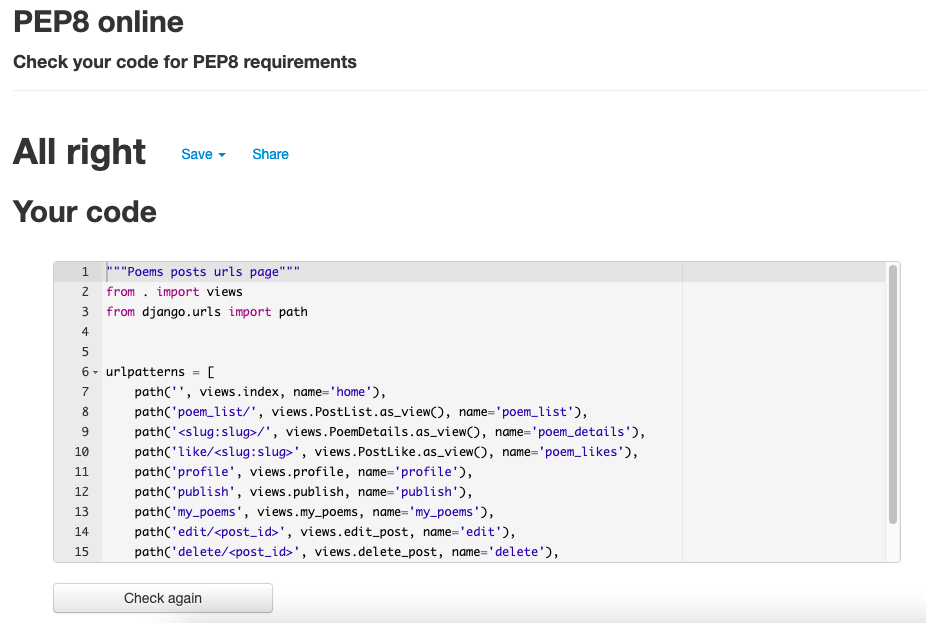 PEP8 online
Check your code for PEP8 requirements
All right Save Share
Your code
1 """Poems posts urls page"""
2 from . import views
3 from django.urls import path
4
5
6 urlpatterns = [
7 path('', views.index, name='home'),
8 path('poem_list/', views.PostList.as_view(), name='poem_list'),
9 path('<slug:slug>/', views.PoemDetails.as_view(), name='poem_details'),
10 path('like/<slug:slug>', views.PostLike.as_view(), name='poem_likes'),
11 path('profile', views.profile, name='profile'),
12 path('publish', views.publish, name='publish'),
13 path('my_poems', views.my_poems, name='my_poems'),
14 path('edit/<post_id>', views.edit_post, name='edit'),
15 path('delete/<post_id>', views.delete_post, name='delete'),
Check again